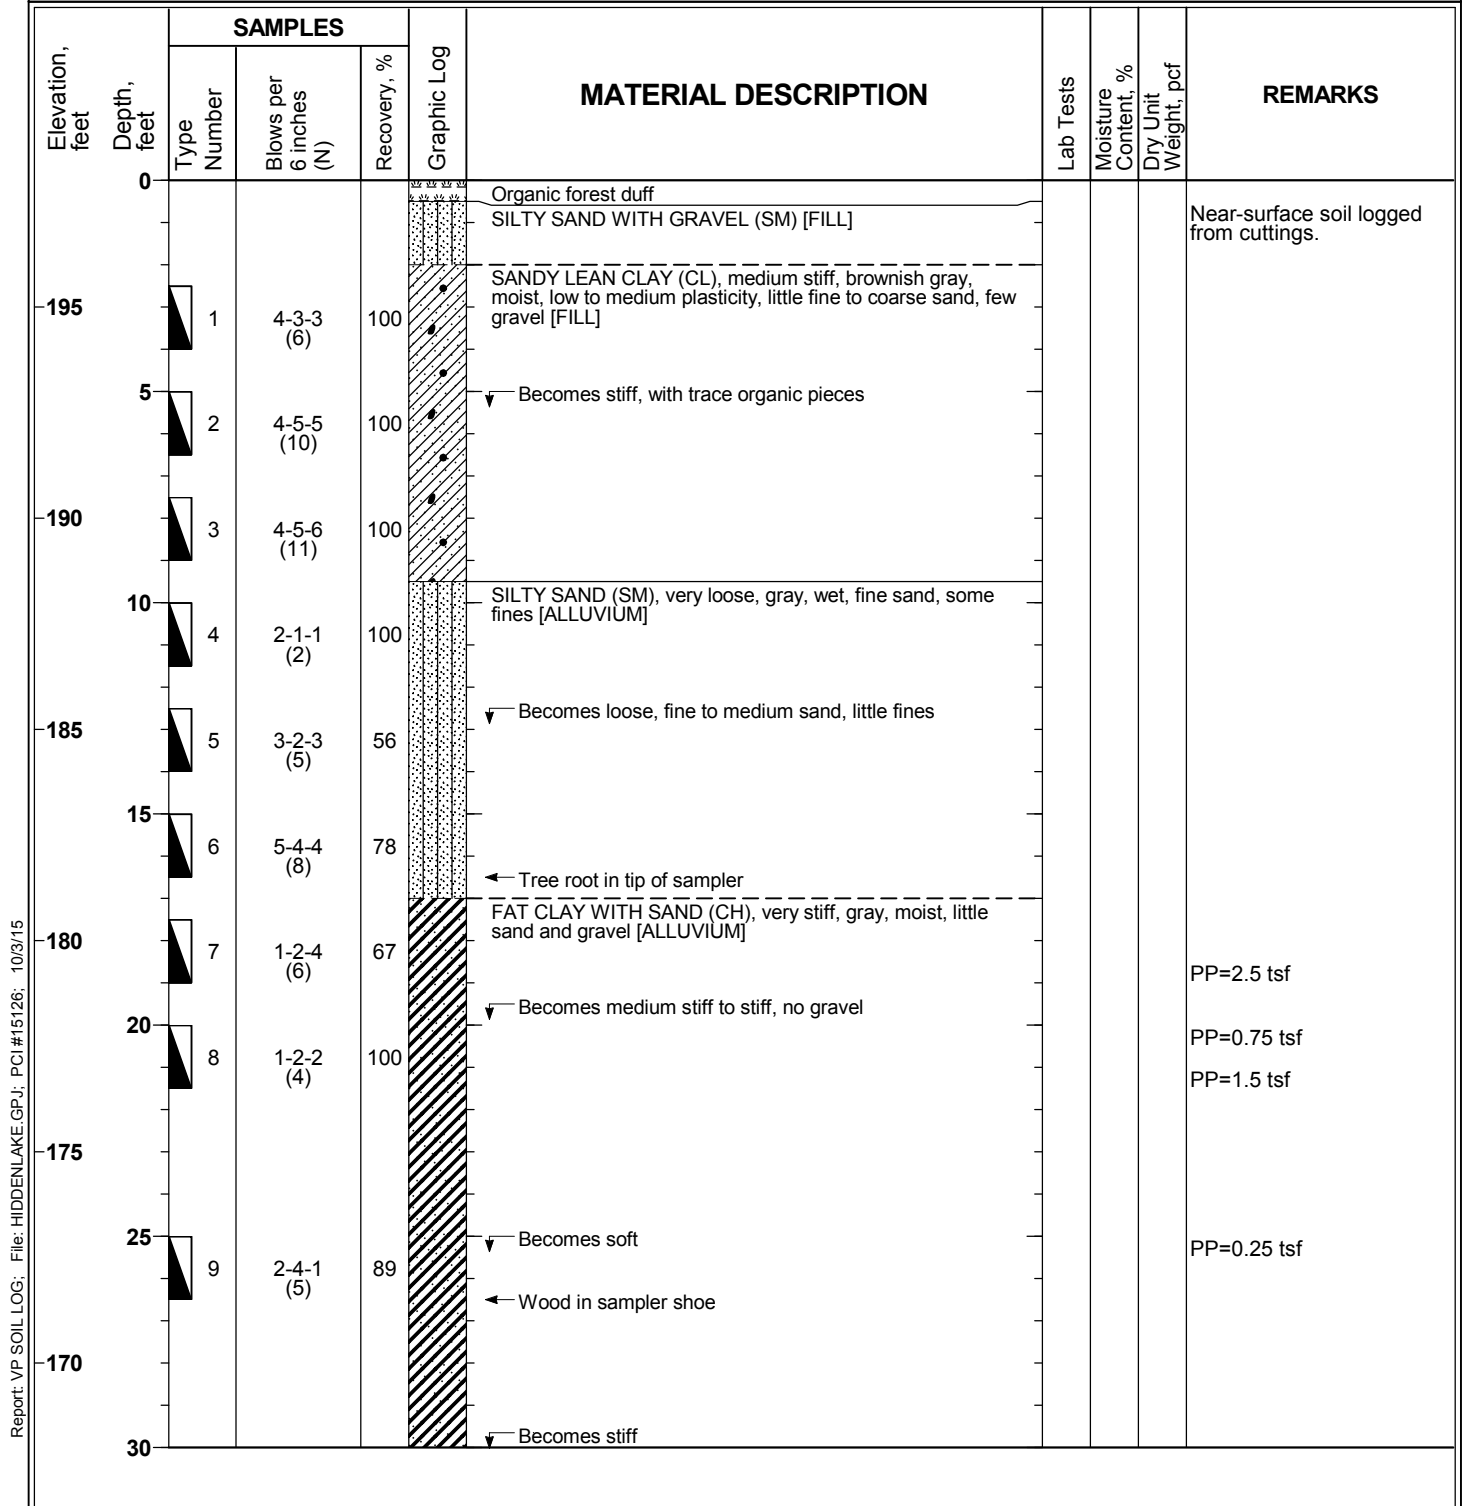 SAMPLES
Elevation,
feet
Depth,
feet
Type
Number
Blows per
6 inches
(N)
Recovery, %
Graphic Log
MATERIAL DESCRIPTION
Lab Tests
Moisture
Content, %
Dry Unit
Weight, pcf
REMARKS
0
Organic forest duff
SILTY SAND WITH GRAVEL (SM) [FILL]
Near-surface soil logged
from cuttings.
SANDY LEAN CLAY (CL), medium stiff, brownish gray,
moist, low to medium plasticity, little fine to coarse sand, few
gravel [FILL]
195
1
4-3-3
(6)
100
5
Becomes stiff, with trace organic pieces
2
4-5-5
(10)
100
190
3
4-5-6
(11)
100
10
SILTY SAND (SM), very loose, gray, wet, fine sand, some
fines [ALLUVIUM]
4
2-1-1
(2)
100
Becomes loose, fine to medium sand, little fines
185
5
3-2-3
(5)
56
15
6
5-4-4
(8)
78
Tree root in tip of sampler
FAT CLAY WITH SAND (CH), very stiff, gray, moist, little
sand and gravel [ALLUVIUM]
180
7
1-2-4
(6)
67
PP=2.5 tsf
Becomes medium stiff to stiff, no gravel
20
PP=0.75 tsf
8
1-2-2
(4)
100
PP=1.5 tsf
175
25
Becomes soft
PP=0.25 tsf
9
2-4-1
(5)
89
Wood in sampler shoe
170
Becomes stiff
30
Report: VP SOIL LOG; File: HIDDENLAKE.GPJ; PCI #15126; 10/3/15